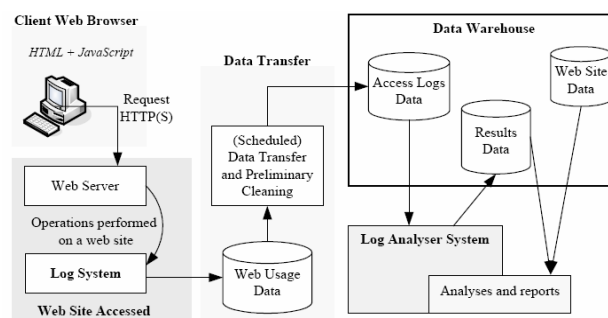 Client Web Browser
HTML + JavaScript
Request
HTTP(S)
Web Server
Operations performed
on a web site
Log System
Web Site Accessed
Data Transfer
(Scheduled)
Data Transfer
and Preliminary
Cleaning
Web Usage
Data
Data Warehouse
Access Logs
Data
Web Site
Data
Results
Data
Log Analyser System
Analyses and reports